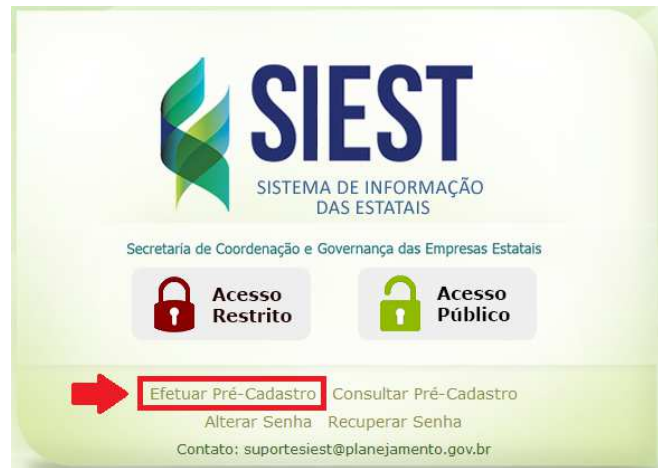 SIEST
SISTEMA DE INFORMAÇÃO
DAS ESTATAIS
Secretaria de Coordenação e Governança das Empresas Estatais
Acesso
Restrito
Acesso
Público
Efetuar Pré-Cadastro Consultar Pré-Cadastro
Alterar Senha Recuperar Senha
Contato: suportesiest@planejamento.gov.br